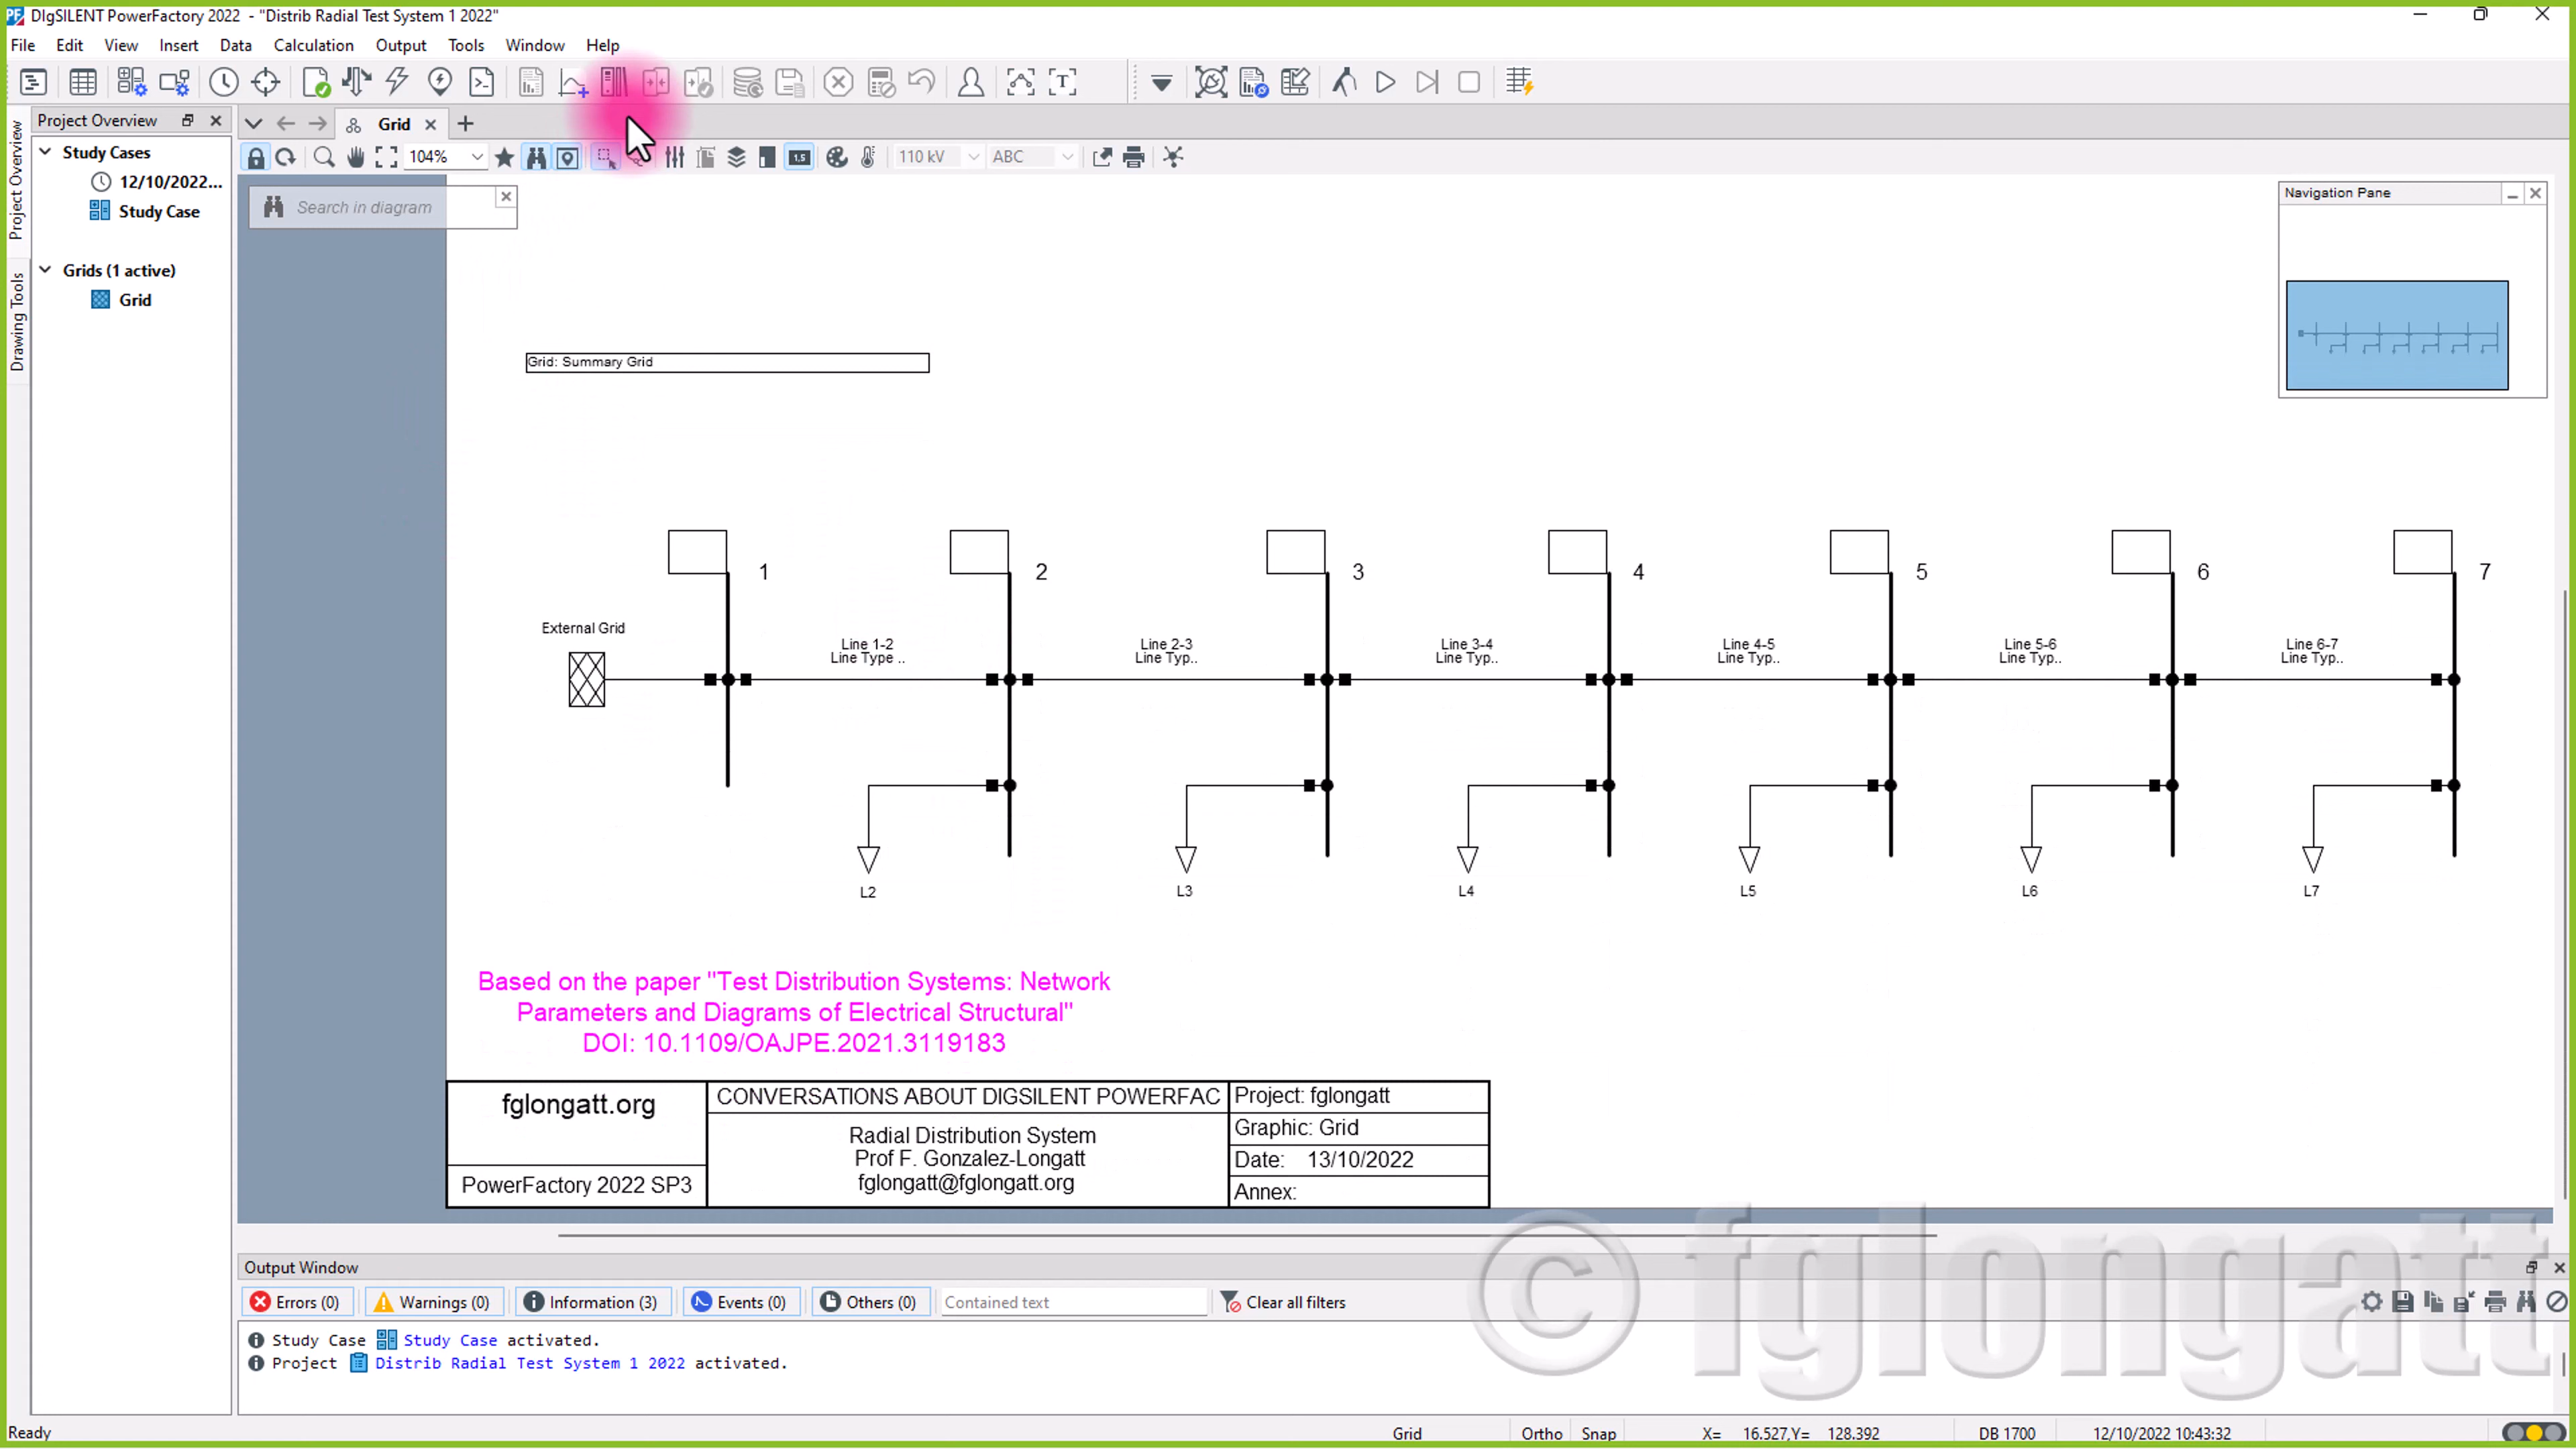 DIgSILENT PowerFactory 2022 - "Distrib Radial Test System 1 2022"
File Edit View Insert Data Calculation Output Tools Window Help
Project Overview
Grid
Project Overview
Drawing Tools
Study Cases
12/10/2022...
Study Case
Grids (1 active)
Grid
104%
1.5
110 kV
ABC
Search in diagram
Navigation Pane
Grid: Summary Grid
1 2 3 4 5 6 7
External Grid
Line 1-2
Line Type ..
Line 2-3
Line Typ..
Line 3-4
Line Typ..
Line 4-5
Line Typ..
Line 5-6
Line Typ..
Line 6-7
Line Typ..
L2 L3 L4 L5 L6 L7
Based on the paper "Test Distribution Systems: Network
Parameters and Diagrams of Electrical Structural"
DOI: 10.1109/OAJPE.2021.3119183
fglongatt.org
PowerFactory 2022 SP3
CONVERSATIONS ABOUT DIGSILENT POWERFAC
Radial Distribution System
Prof F. Gonzalez-Longatt
fglongatt@fglongatt.org
Project: fglongatt
Graphic: Grid
Date: 13/10/2022
Annex:
© fglongatt
Output Window
Errors (0) Warnings (0) Information (3) Events (0) Others (0) Contained text Clear all filters
Study Case Study Case activated.
Project Distrib Radial Test System 1 2022 activated.
Ready
Grid Ortho Snap X= 16.527,Y= 128.392 DB 1700 12/10/2022 10:43:32